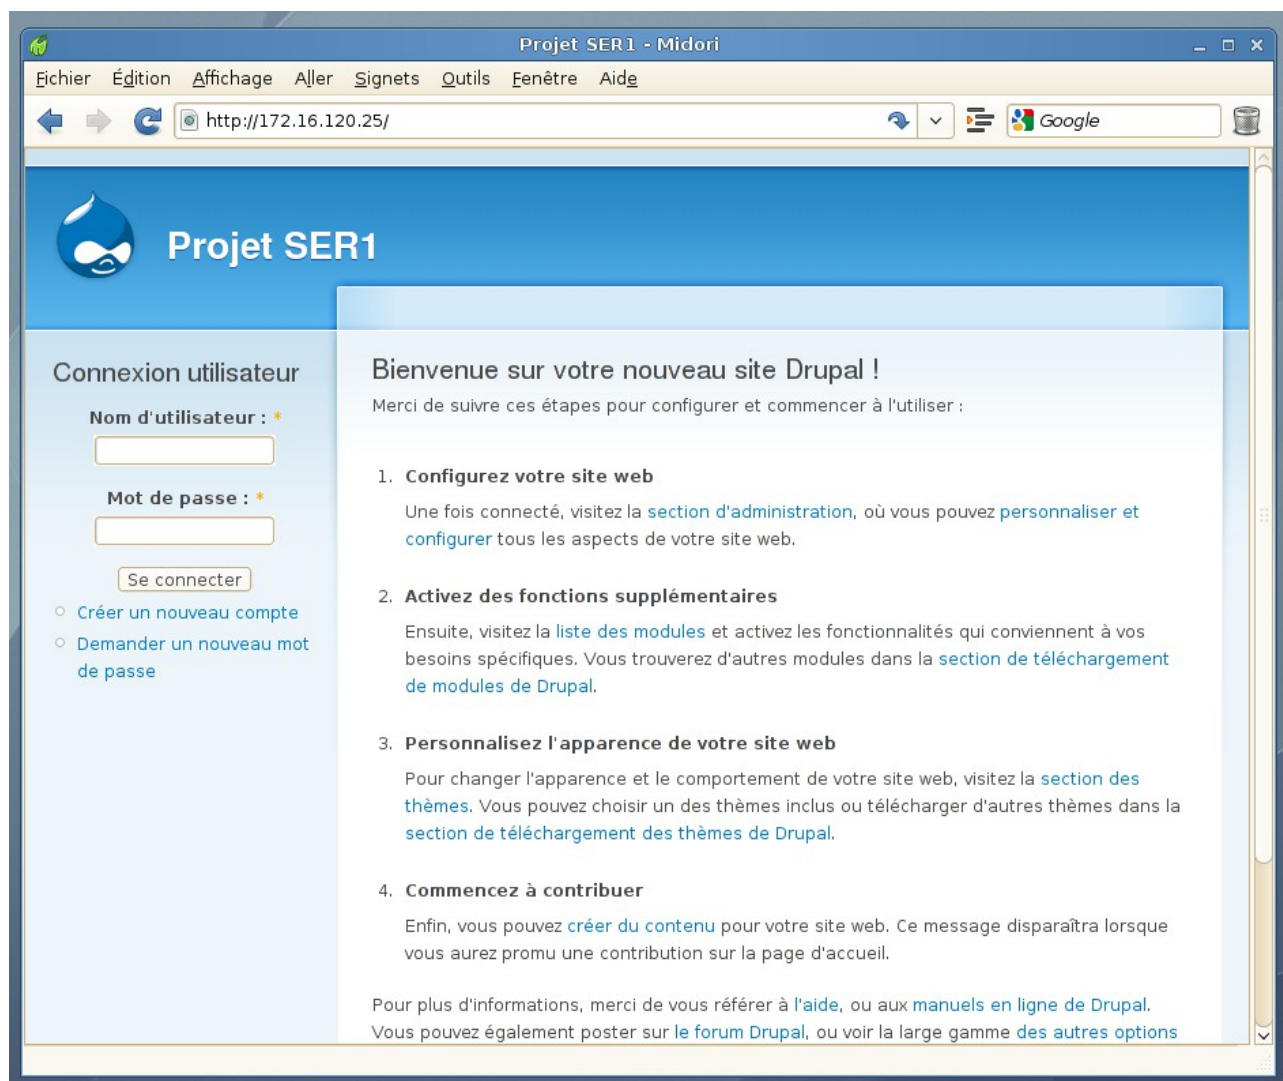 Projet SER1 - Midori
Fichier Édition Affichage Aller Signets Outils Fenêtre Aide
http://172.16.120.25/ Google
Projet SER1
Connexion utilisateur
Nom d'utilisateur : *
Mot de passe : *
Se connecter
Créer un nouveau compte
Demander un nouveau mot
de passe
Bienvenue sur votre nouveau site Drupal !
Merci de suivre ces étapes pour configurer et commencer à l'utiliser :
1. Configurez votre site web
Une fois connecté, visitez la section d'administration, où vous pouvez personnaliser et
configurer tous les aspects de votre site web.
2. Activez des fonctions supplémentaires
Ensuite, visitez la liste des modules et activez les fonctionnalités qui conviennent à vos
besoins spécifiques. Vous trouverez d'autres modules dans la section de téléchargement
de modules de Drupal.
3. Personnalisez l'apparence de votre site web
Pour changer l'apparence et le comportement de votre site web, visitez la section des
thèmes. Vous pouvez choisir un des thèmes inclus ou télécharger d'autres thèmes dans la
section de téléchargement des thèmes de Drupal.
4. Commencez à contribuer
Enfin, vous pouvez créer du contenu pour votre site web. Ce message disparaîtra lorsque
vous aurez promu une contribution sur la page d'accueil.
Pour plus d'informations, merci de vous référer à l'aide, ou aux manuels en ligne de Drupal.
Vous pouvez également poster sur le forum Drupal, ou voir la large gamme des autres options